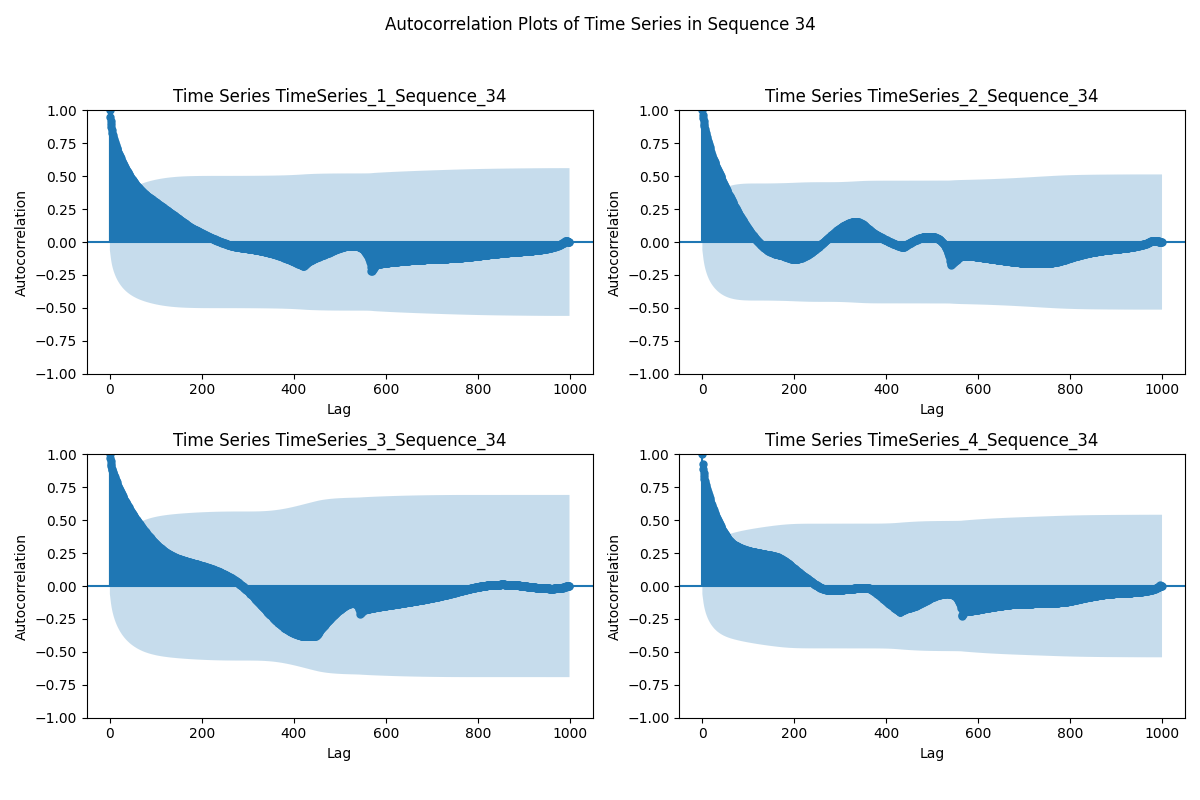 Autocorrelation Plots of Time Series in Sequence 34
Time Series TimeSeries_1_Sequence_34
1.00
0.75
0.50
0.25
0.00
−0.25
−0.50
−0.75
−1.00
Autocorrelation
0 200 400 600 800 1000
Lag
Time Series TimeSeries_2_Sequence_34
1.00
0.75
0.50
0.25
0.00
−0.25
−0.50
−0.75
−1.00
Autocorrelation
0 200 400 600 800 1000
Lag
Time Series TimeSeries_3_Sequence_34
1.00
0.75
0.50
0.25
0.00
−0.25
−0.50
−0.75
−1.00
Autocorrelation
0 200 400 600 800 1000
Lag
Time Series TimeSeries_4_Sequence_34
1.00
0.75
0.50
0.25
0.00
−0.25
−0.50
−0.75
−1.00
Autocorrelation
0 200 400 600 800 1000
Lag